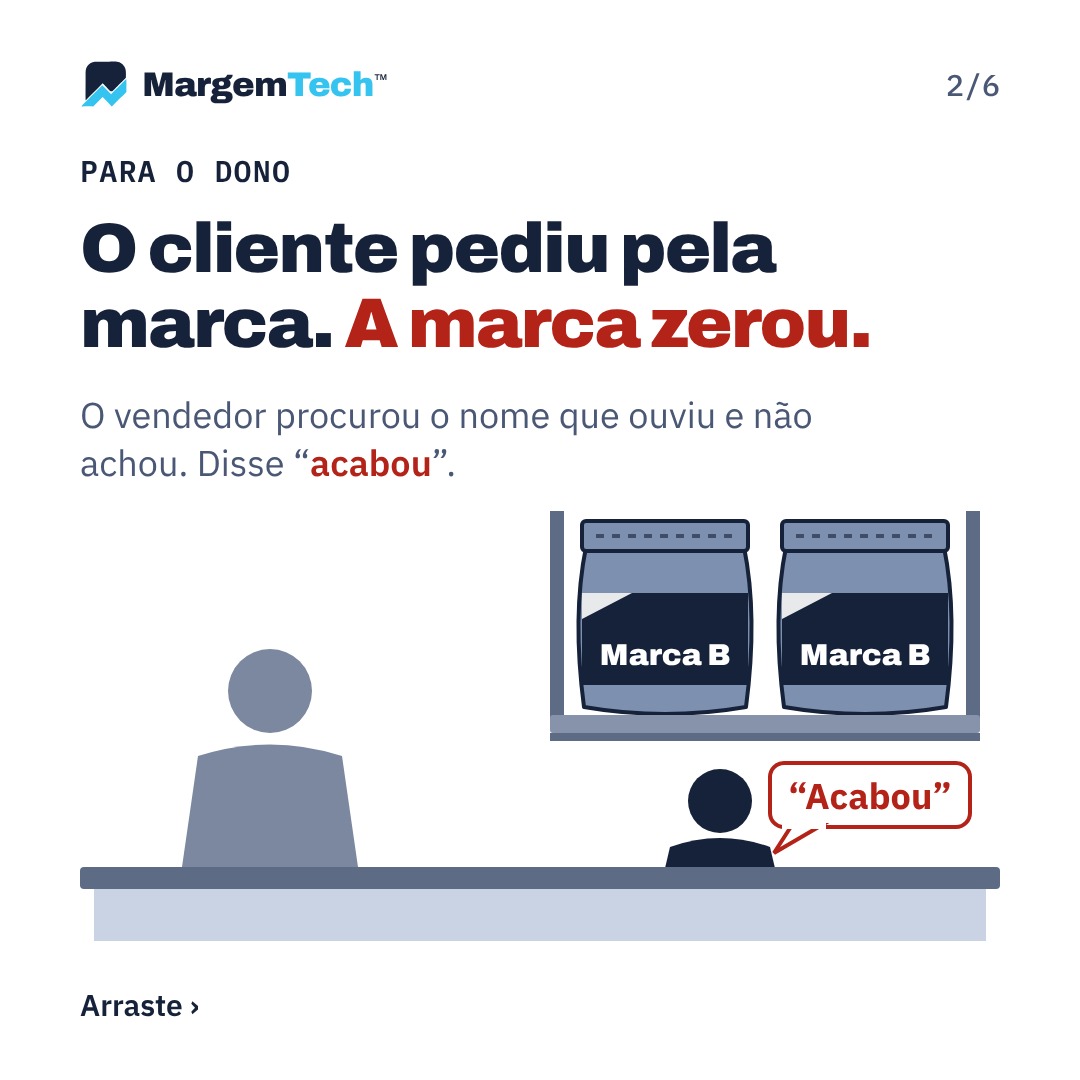 MargemTech™
2/6
PARA O DONO
O cliente pediu pela
marca. A marca zerou.
O vendedor procurou o nome que ouviu e não
achou. Disse “acabou”.
Marca B
Marca B
“Acabou”
Arraste ›